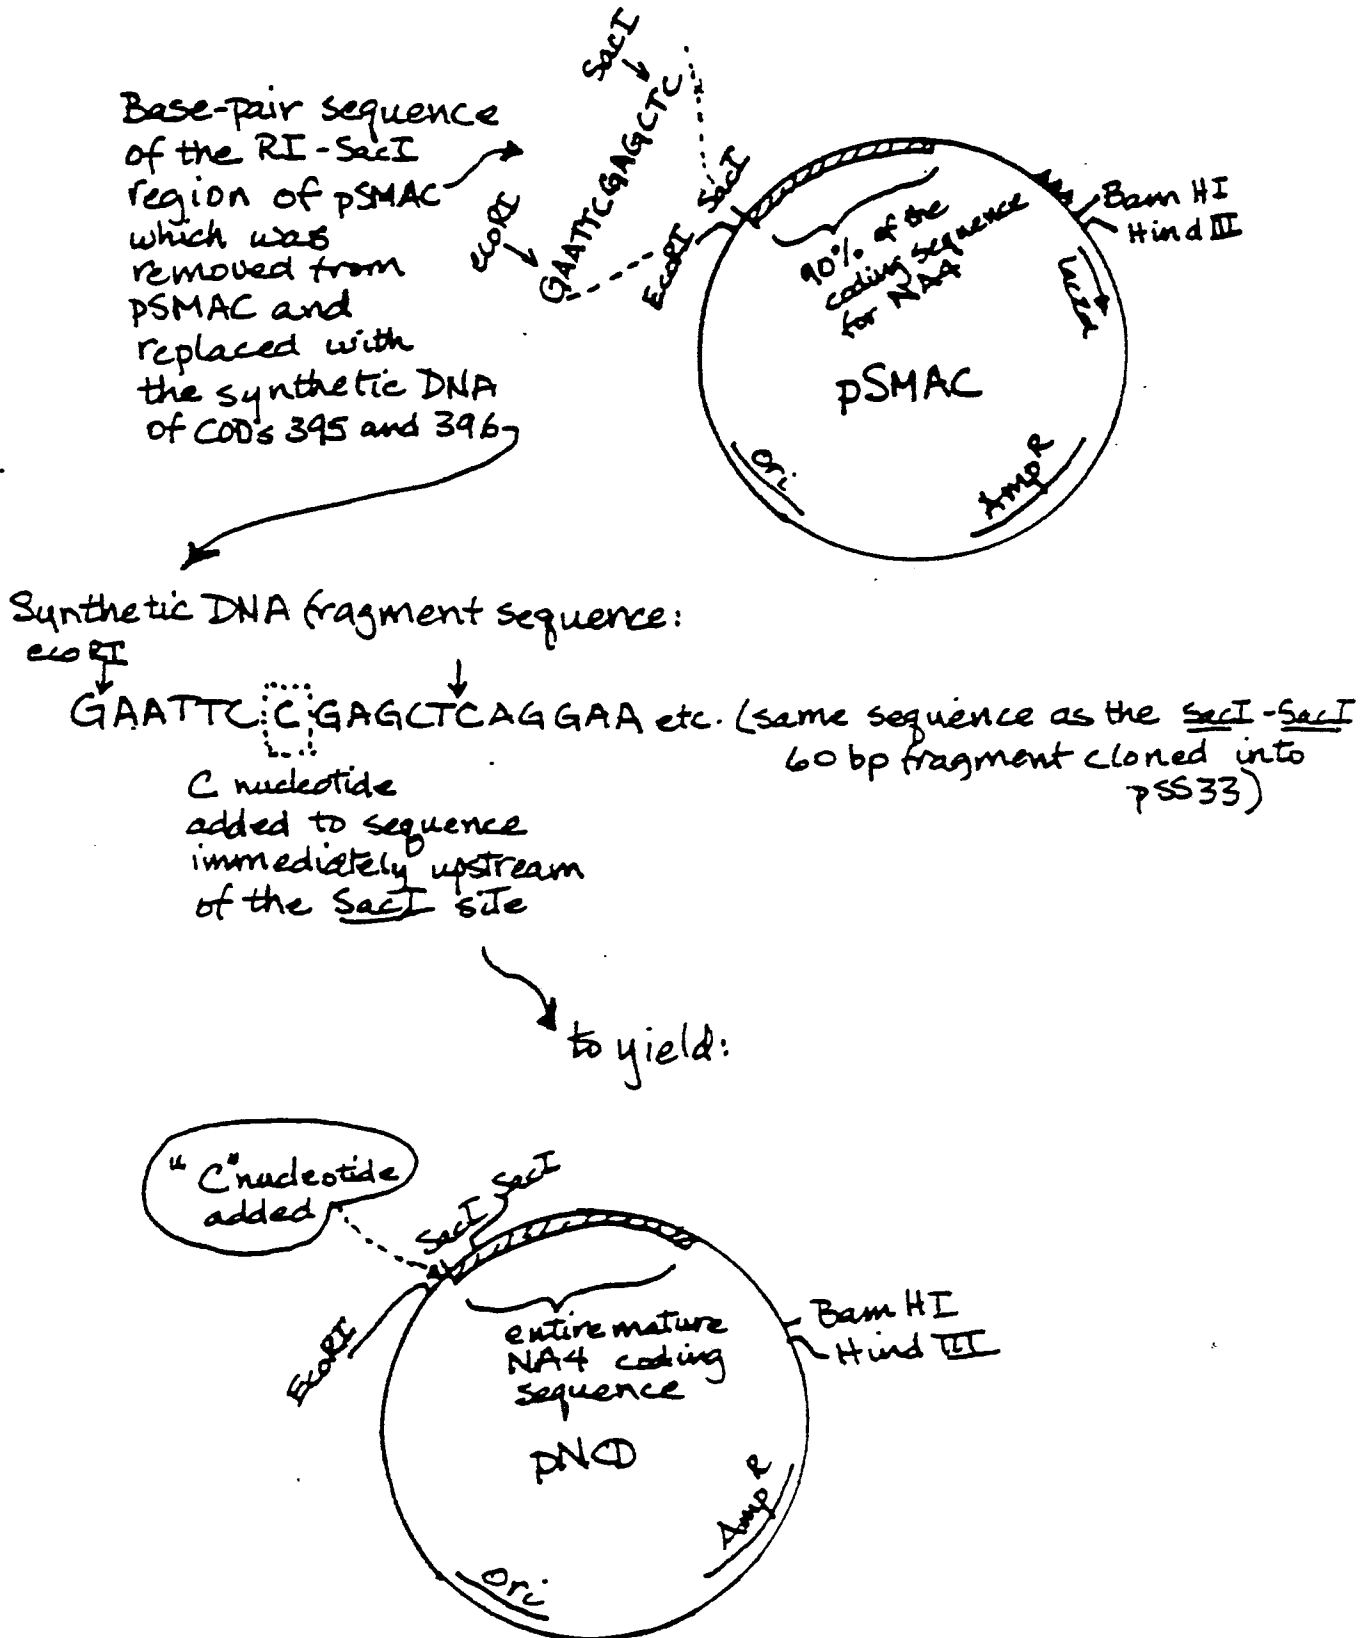 SacI
Base-pair sequence
of the RI-SacI
region of pSMAC
which was
removed from
pSMAC and
replaced with
the synthetic DNA
of COD's 395 and 396
ecoRI
GAATTCGAGCTC
EcoRI
SacI
90% of the
coding sequence
for NA4
Bam HI
Hind III
lacZα
pSMAC
Ori
Amp R
Synthetic DNA fragment sequence:
ecoRI
GAATTC C GAGCTCAGGAA etc. (same sequence as the SacI-SacI
60 bp fragment cloned into
pSS33)
C nucleotide
added to sequence
immediately upstream
of the SacI site
to yield:
"C" nucleotide
added
SacI
SacI
EcoRI
entire mature
NA4 coding
sequence
Bam HI
Hind III
pNCD
Amp R
Ori